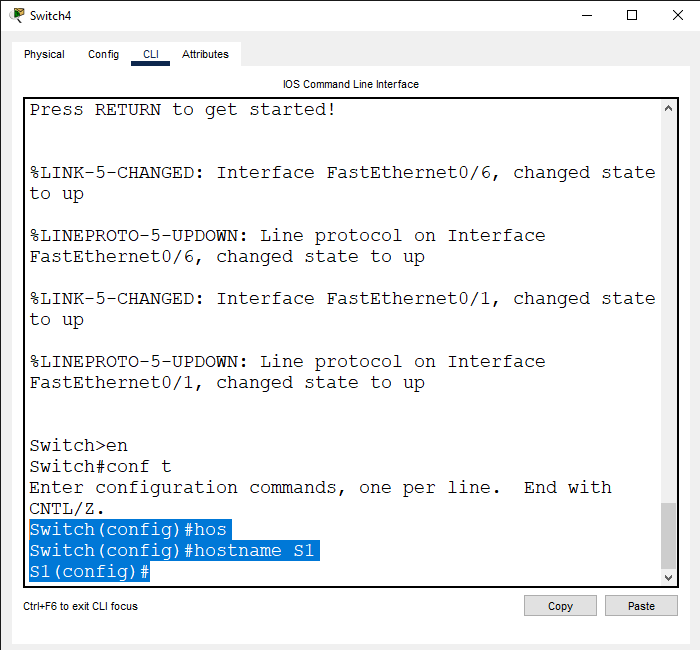 Switch4
Physical Config CLI Attributes
IOS Command Line Interface
Press RETURN to get started!
%LINK-5-CHANGED: Interface FastEthernet0/6, changed state
to up
%LINEPROTO-5-UPDOWN: Line protocol on Interface
FastEthernet0/6, changed state to up
%LINK-5-CHANGED: Interface FastEthernet0/1, changed state
to up
%LINEPROTO-5-UPDOWN: Line protocol on Interface
FastEthernet0/1, changed state to up
Switch>en
Switch#conf t
Enter configuration commands, one per line.  End with
CNTL/Z.
Switch(config)#hos
Switch(config)#hostname S1
S1(config)#
Ctrl+F6 to exit CLI focus
Copy Paste